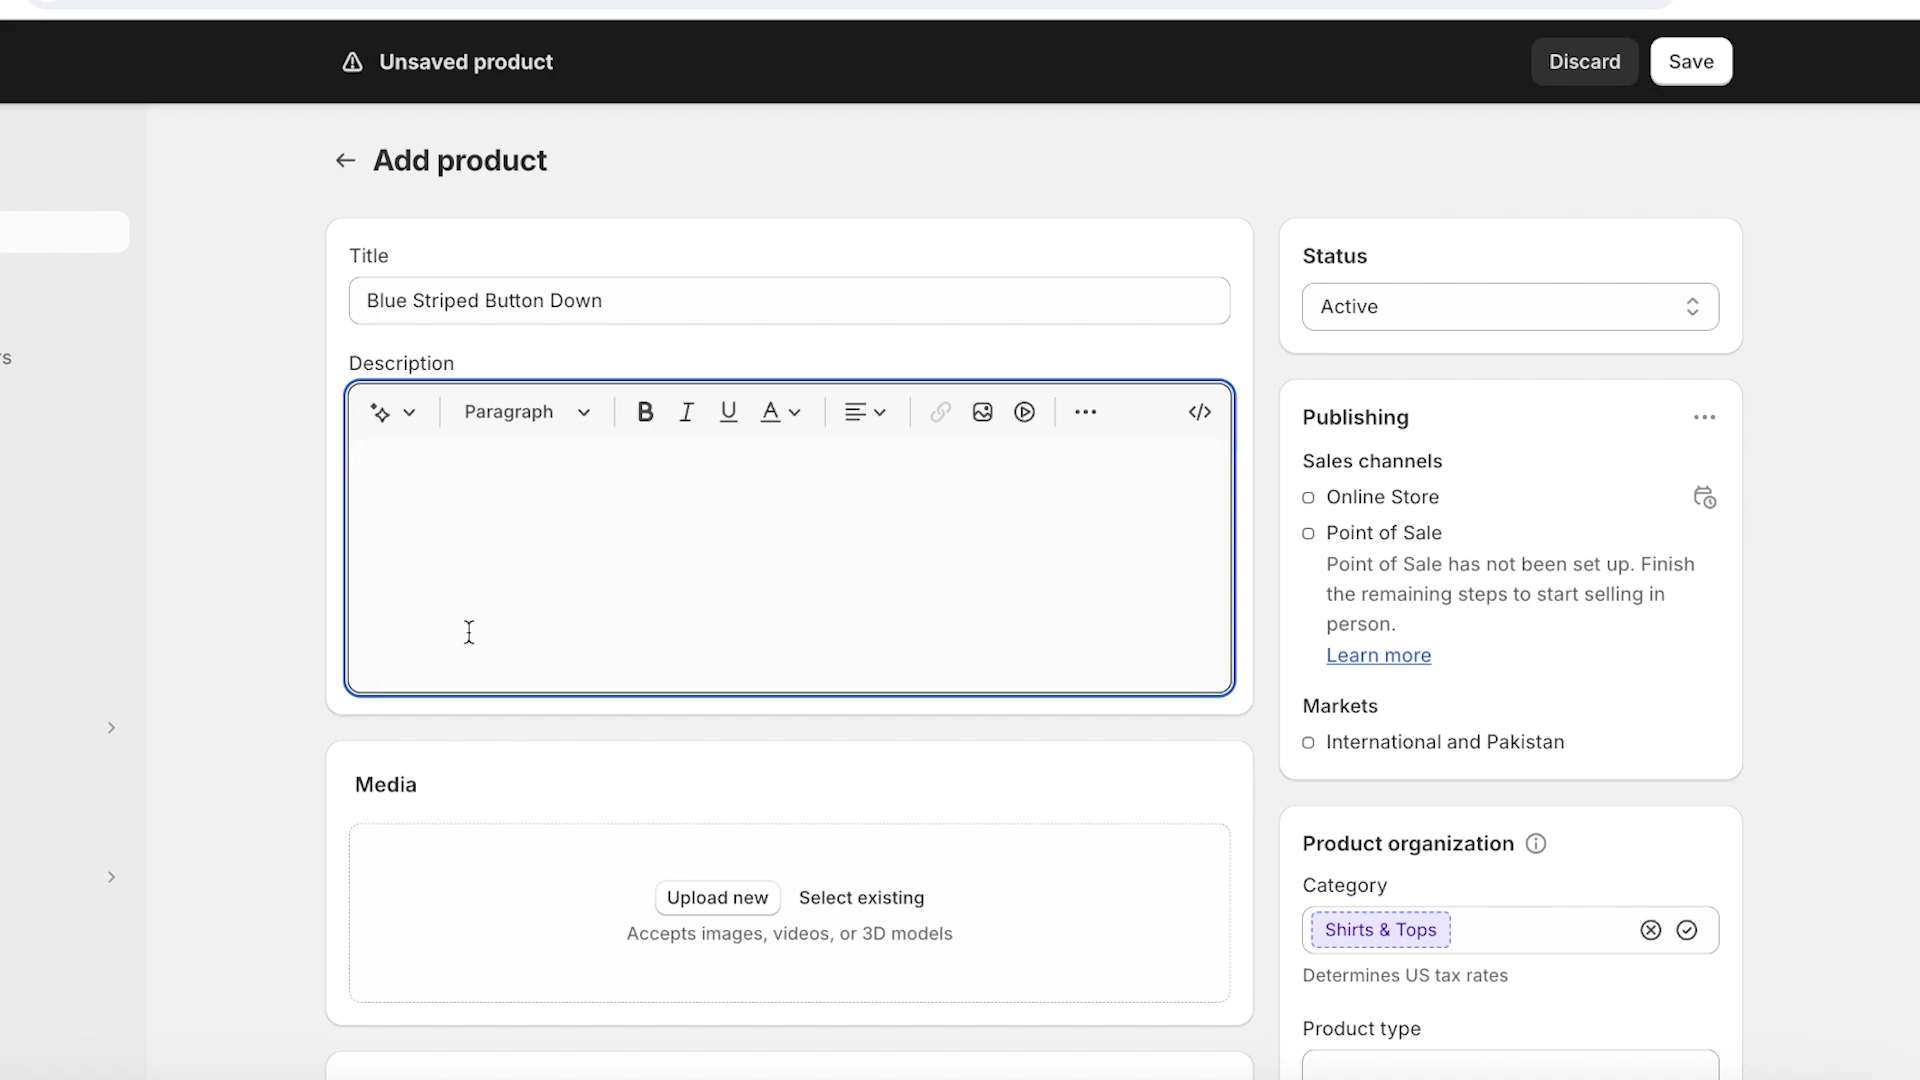 Unsaved product
Discard
Save
Add product
Title
Blue Striped Button Down
Description
Paragraph
B I U A
Media
Upload new
Select existing
Accepts images, videos, or 3D models
Status
Active
Publishing
Sales channels
Online Store
Point of Sale
Point of Sale has not been set up. Finish
the remaining steps to start selling in
person.
Learn more
Markets
International and Pakistan
Product organization
Category
Shirts & Tops
Determines US tax rates
Product type
rs